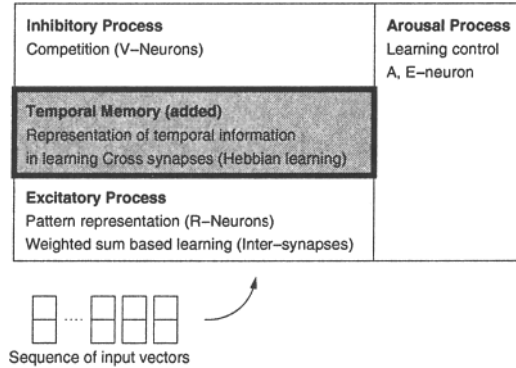 Inhibitory Process
Competition (V–Neurons)
Temporal Memory (added)
Representation of temporal information
in learning Cross synapses (Hebbian learning)
Excitatory Process
Pattern representation (R–Neurons)
Weighted sum based learning (Inter–synapses)
Arousal Process
Learning control
A, E–neuron
Sequence of input vectors